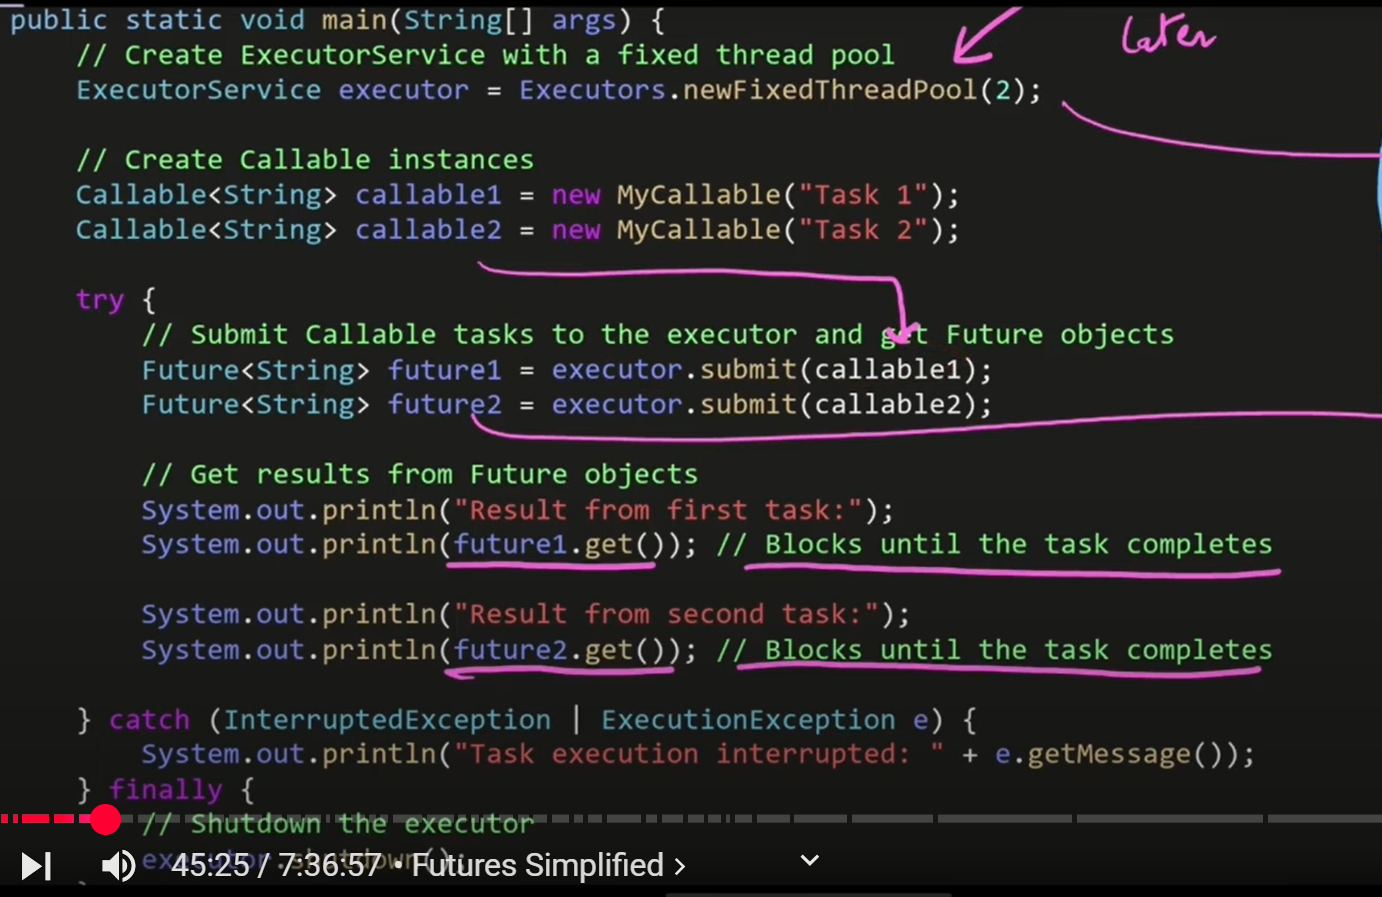 public static void main(String[] args) {
later
// Create ExecutorService with a fixed thread pool
ExecutorService executor = Executors.newFixedThreadPool(2);
// Create Callable instances
Callable<String> callable1 = new MyCallable("Task 1");
Callable<String> callable2 = new MyCallable("Task 2");
try {
// Submit Callable tasks to the executor and get Future objects
Future<String> future1 = executor.submit(callable1);
Future<String> future2 = executor.submit(callable2);
// Get results from Future objects
System.out.println("Result from first task:");
System.out.println(future1.get()); // Blocks until the task completes
System.out.println("Result from second task:");
System.out.println(future2.get()); // Blocks until the task completes
} catch (InterruptedException | ExecutionException e) {
System.out.println("Task execution interrupted: " + e.getMessage());
} finally {
// Shutdown the executor
executor.shutdown();
45:25 / 7:36:57 • Futures Simplified >
}